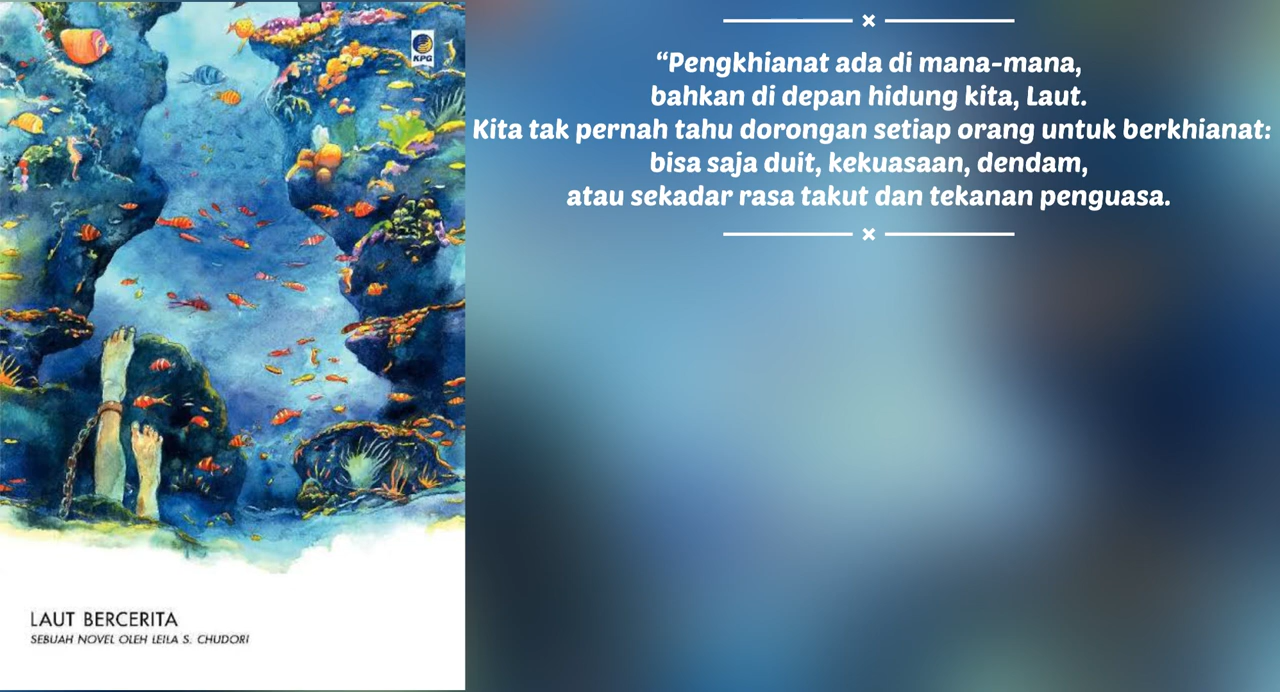 KPG
LAUT BERCERITA
SEBUAH NOVEL OLEH LEILA S. CHUDORI
“Pengkhianat ada di mana-mana,
bahkan di depan hidung kita, Laut.
Kita tak pernah tahu dorongan setiap orang untuk berkhianat:
bisa saja duit, kekuasaan, dendam,
atau sekadar rasa takut dan tekanan penguasa.